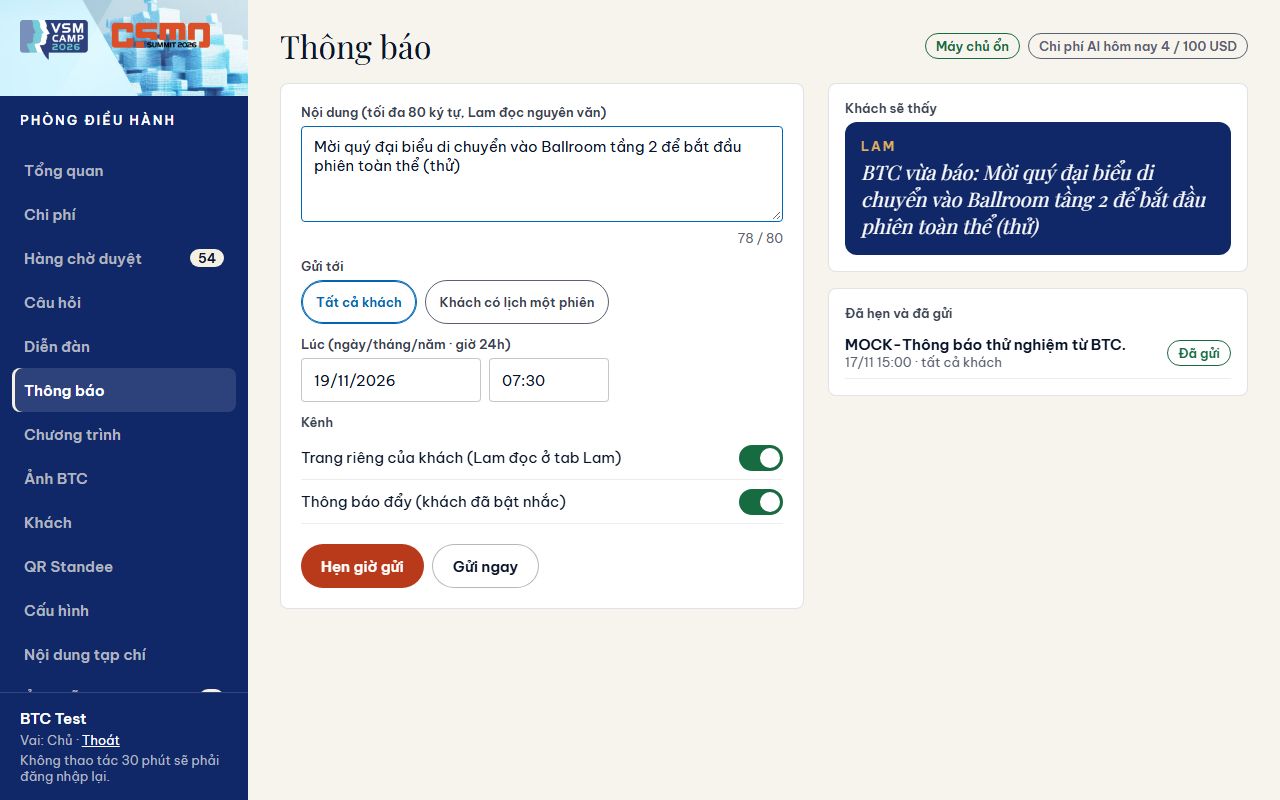 VSM
CAMP
2026
CSMO
SUMMIT 2026
PHÒNG ĐIỀU HÀNH
Tổng quan
Chi phí
Hàng chờ duyệt
54
Câu hỏi
Diễn đàn
Thông báo
Chương trình
Ảnh BTC
Khách
QR Standee
Cấu hình
Nội dung tạp chí
BTC Test
Vai: Chủ · Thoát
Không thao tác 30 phút sẽ phải
đăng nhập lại.
Thông báo
Máy chủ ổn
Chi phí AI hôm nay 4 / 100 USD
Nội dung (tối đa 80 ký tự, Lam đọc nguyên văn)
Mời quý đại biểu di chuyển vào Ballroom tầng 2 để bắt đầu
phiên toàn thể (thử)
78 / 80
Gửi tới
Tất cả khách
Khách có lịch một phiên
Lúc (ngày/tháng/năm · giờ 24h)
19/11/2026
07:30
Kênh
Trang riêng của khách (Lam đọc ở tab Lam)
Thông báo đẩy (khách đã bật nhắc)
Hẹn giờ gửi
Gửi ngay
Khách sẽ thấy
LAM
BTC vừa báo: Mời quý đại biểu di
chuyển vào Ballroom tầng 2 để bắt đầu
phiên toàn thể (thử)
Đã hẹn và đã gửi
MOCK-Thông báo thử nghiệm từ BTC.
17/11 15:00 · tất cả khách
Đã gửi